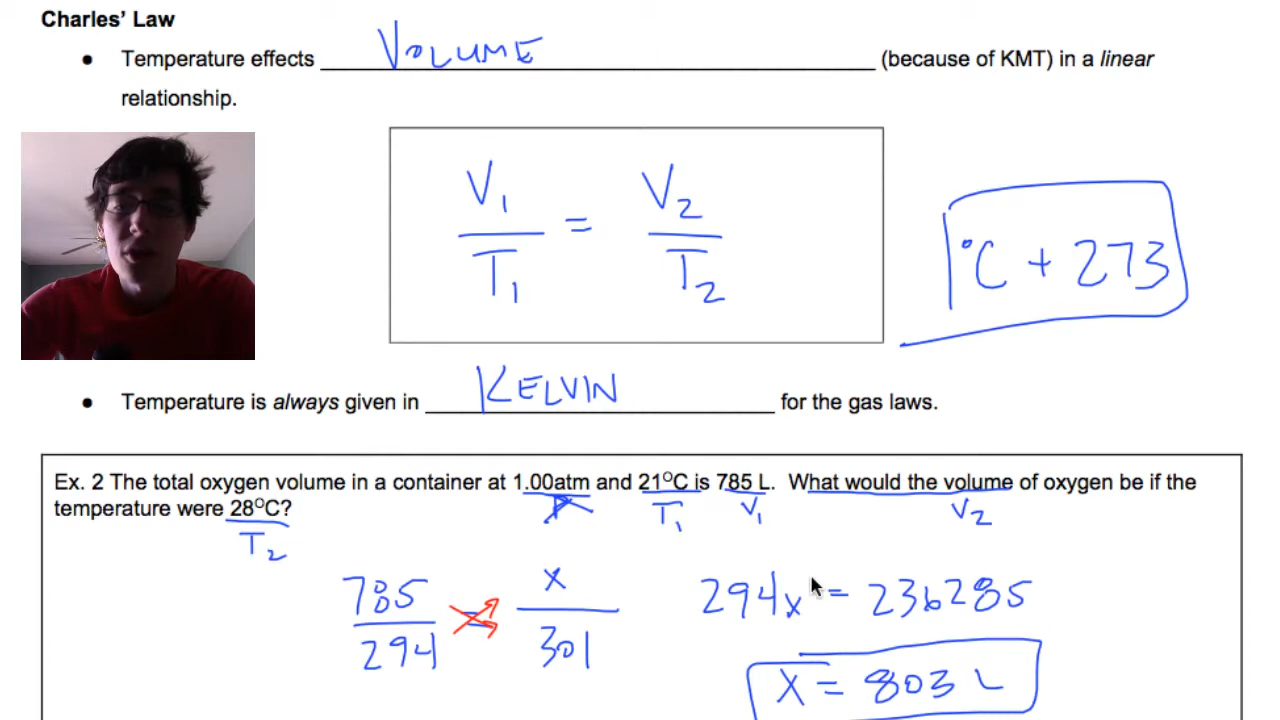 Charles’ Law
• Temperature effects VOLUME (because of KMT) in a linear
relationship.
V₁/T₁ = V₂/T₂
°C + 273
• Temperature is always given in KELVIN for the gas laws.
Ex. 2 The total oxygen volume in a container at 1.00atm and 21°C is 785 L. What would the volume of oxygen be if the
P T₁ V₁ V₂
temperature were 28°C?
T₂
785/294 = x/301
294x = 236285
x = 803 L